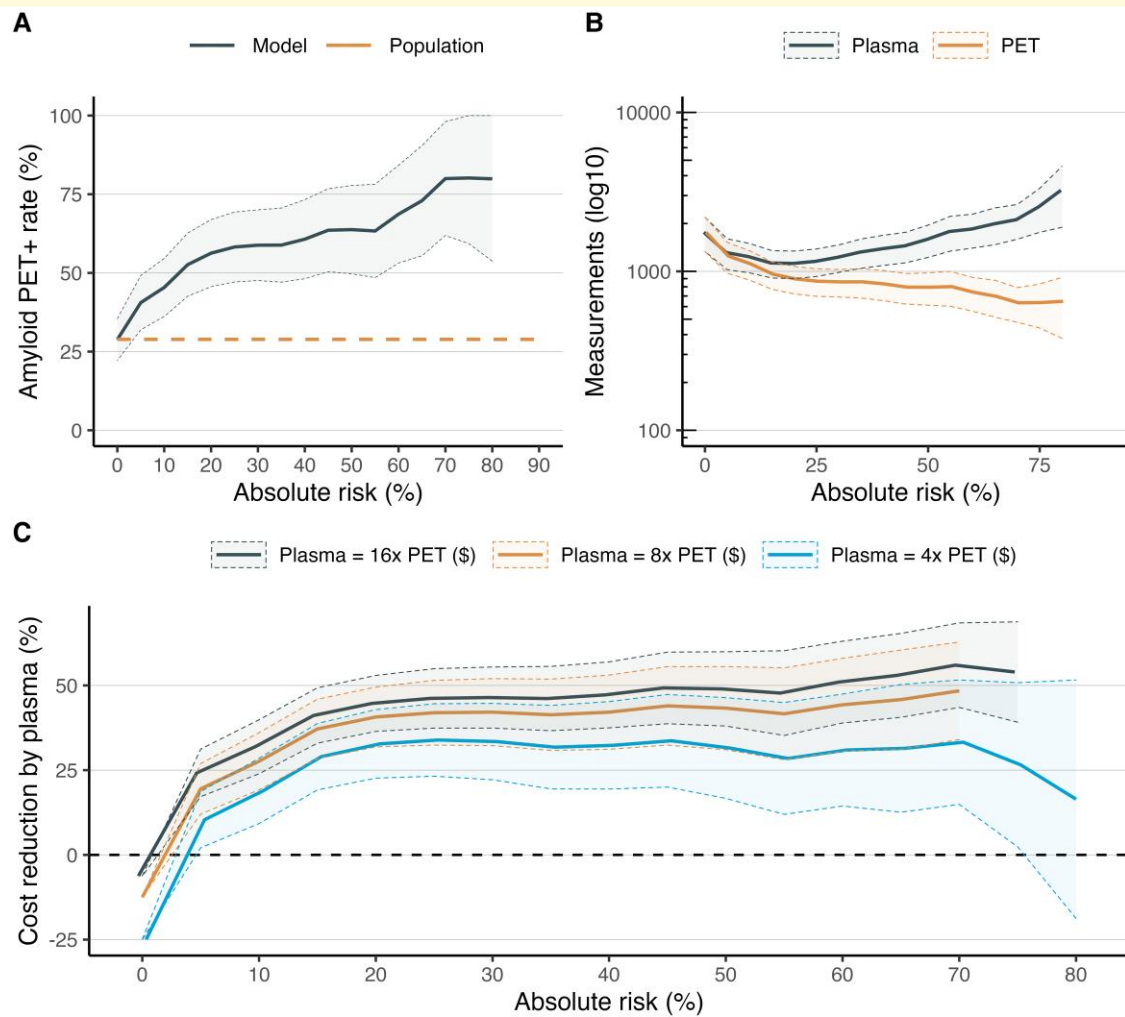 A
Model Population
Amyloid PET+ rate (%)
100
75
50
25
0
0 10 20 30 40 50 60 70 80 90
Absolute risk (%)
B
Plasma PET
Measurements (log10)
10000
1000
100
0 25 50 75
Absolute risk (%)
C
Plasma = 16x PET ($) Plasma = 8x PET ($) Plasma = 4x PET ($)
Cost reduction by plasma (%)
50
25
0
-25
0 10 20 30 40 50 60 70 80
Absolute risk (%)